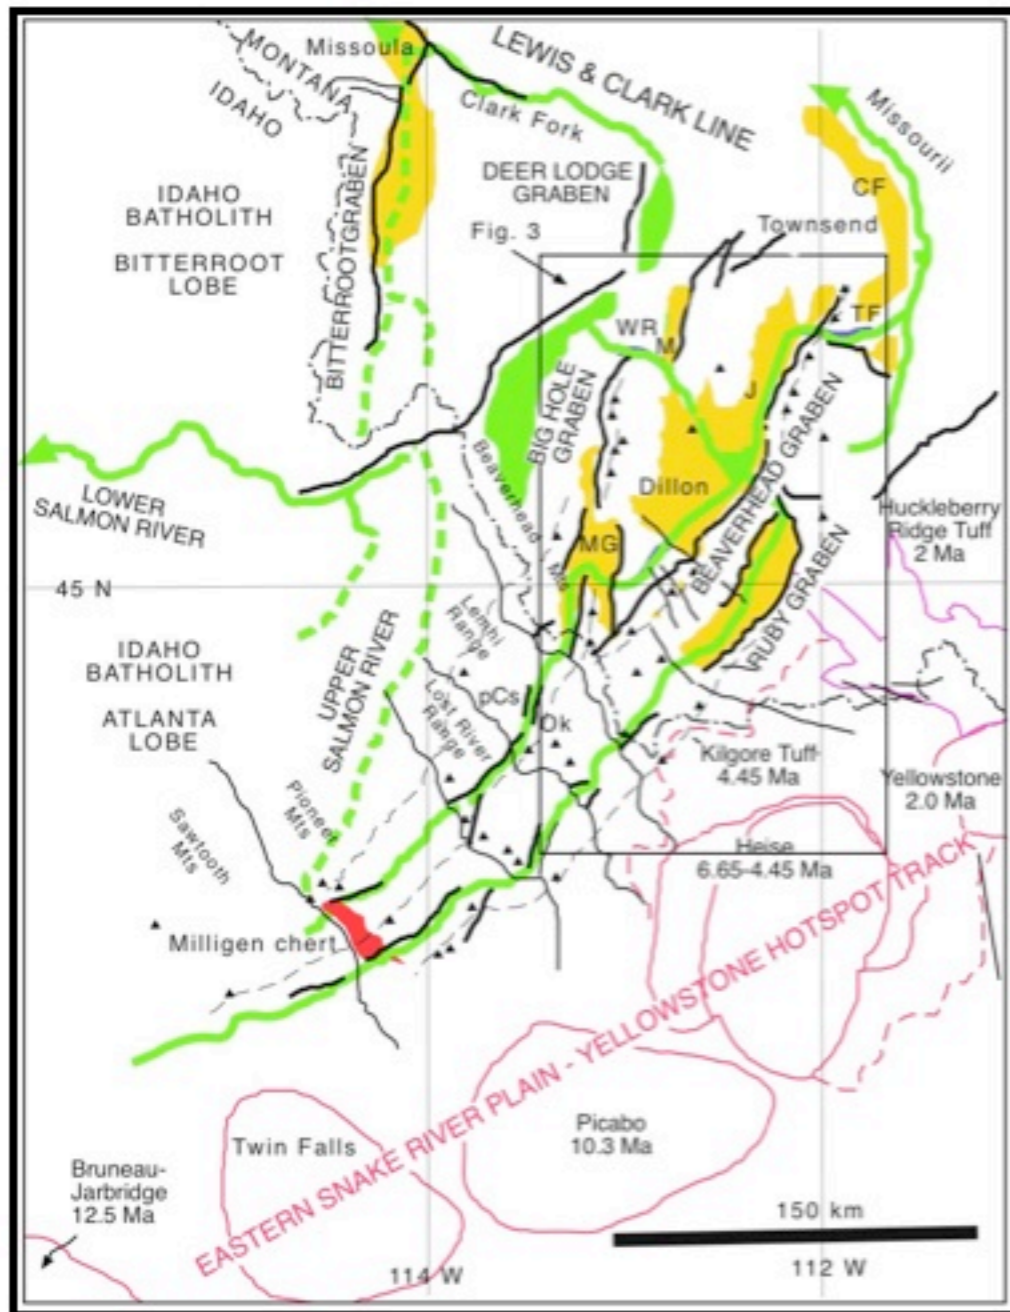 Missoula
MONTANA
IDAHO
LEWIS & CLARK LINE
Clark Fork
Missourii
CF
DEER LODGE
GRABEN
Townsend
IDAHO
BATHOLITH
BITTERROOT
LOBE
BITTERROOTGRABEN
Fig. 3
WR
M
TF
J
BIG HOLE
GRABEN
Dillon
BEAVERHEAD GRABEN
LOWER
SALMON RIVER
Beaverhead
MG
Huckleberry
Ridge Tuff
2 Ma
45 N
RUBY GRABEN
IDAHO
BATHOLITH
ATLANTA
LOBE
UPPER
SALMON RIVER
Lemhi
Range
Lost River
Range
pCs
Dk
Kilgore Tuff-
4.45 Ma
Yellowstone
2.0 Ma
Pioneer
Mts
Sawtooth
Mts
Heise
6.65-4.45 Ma
Milligen chert
EASTERN SNAKE RIVER PLAIN - YELLOWSTONE HOTSPOT TRACK
Twin Falls
Picabo
10.3 Ma
Bruneau-
Jarbridge
12.5 Ma
150 km
114 W
112 W